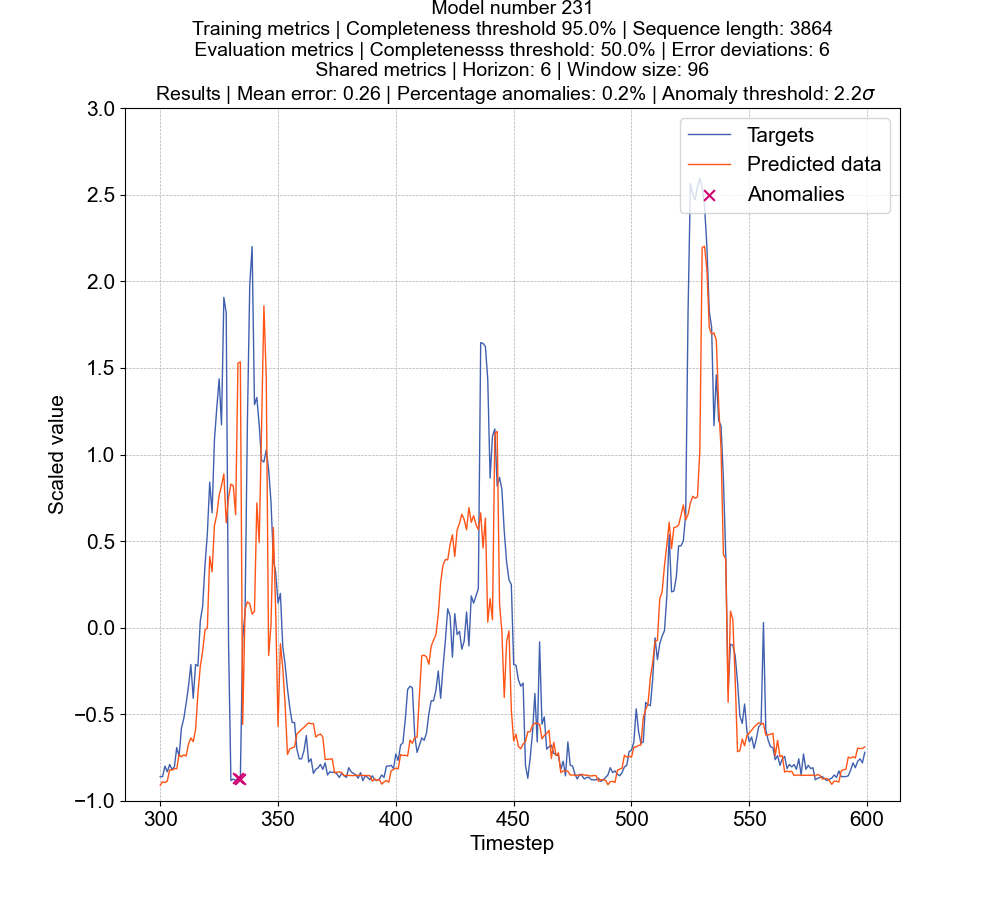 Model number 231
Training metrics | Completeness threshold 95.0% | Sequence length: 3864
Evaluation metrics | Completenesss threshold: 50.0% | Error deviations: 6
Shared metrics | Horizon: 6 | Window size: 96
Results | Mean error: 0.26 | Percentage anomalies: 0.2% | Anomaly threshold: 2.2σ
3.0
2.5
2.0
1.5
1.0
0.5
0.0
−0.5
−1.0
Scaled value
Targets
Predicted data
Anomalies
300
350
400
450
500
550
600
Timestep